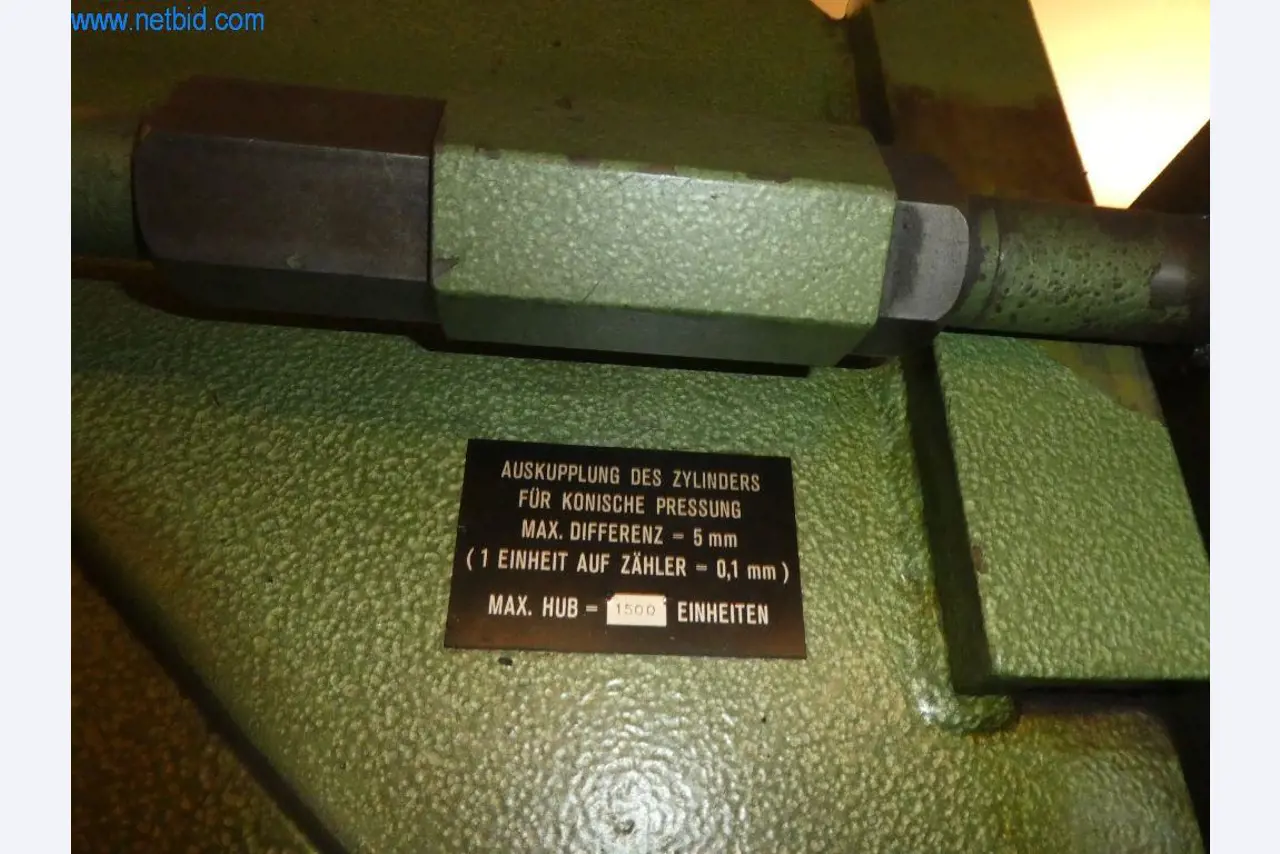 www.netbid.com
AUSKUPPLUNG DES ZYLINDERS
FÜR KONISCHE PRESSUNG
MAX. DIFFERENZ = 5 mm
(1 EINHEIT AUF ZÄHLER = 0,1 mm)
MAX. HUB = 1500 EINHEITEN